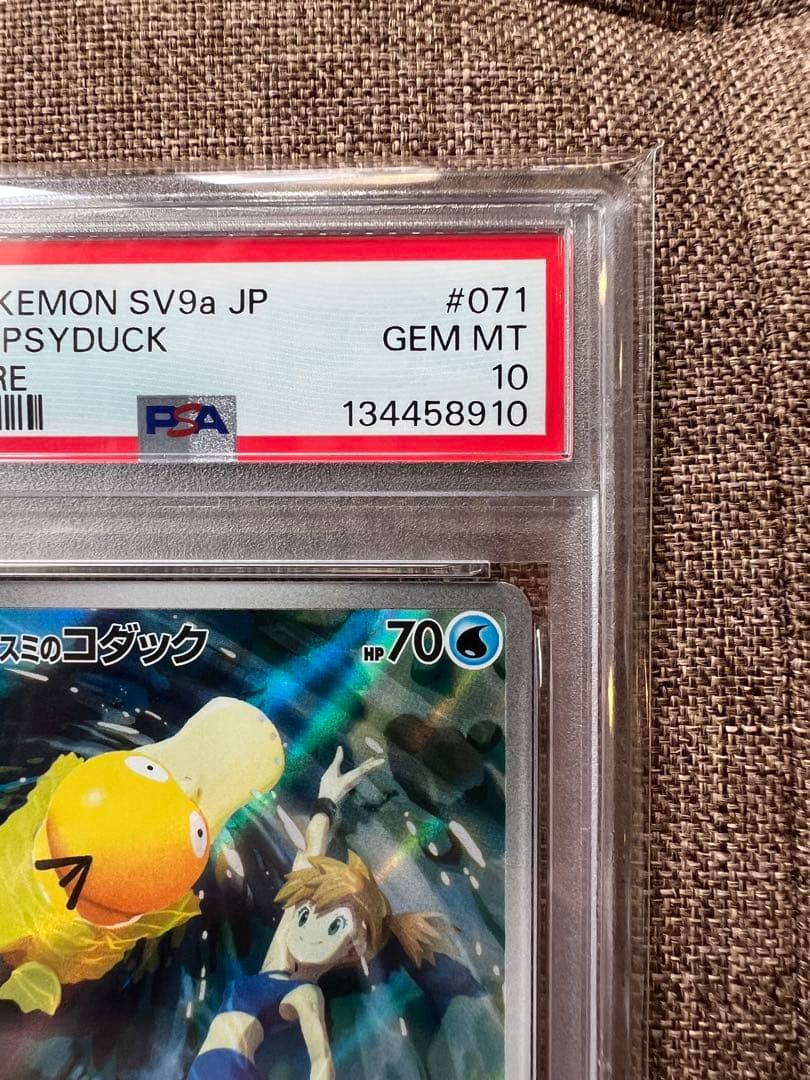 KEMON SV9a JP #071
PSYDUCK GEM MT
RE 10
PSA 134458910
スミのコダック HP70